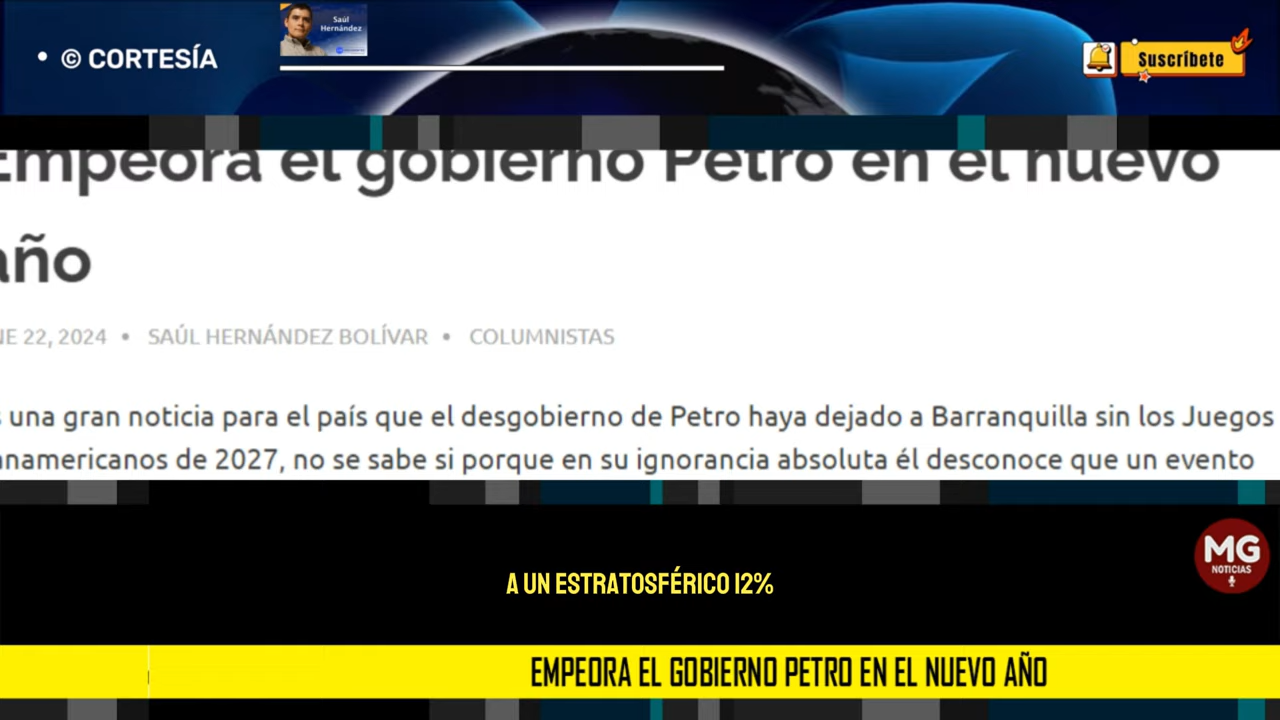 • © CORTESÍA
Saúl
Hernández
Suscríbete
Empeora el gobierno Petro en el nuevo
año
NE 22, 2024 • SAÚL HERNÁNDEZ BOLÍVAR • COLUMNISTAS
s una gran noticia para el país que el desgobierno de Petro haya dejado a Barranquilla sin los Juegos
anamericanos de 2027, no se sabe si porque en su ignorancia absoluta él desconoce que un evento
MG
NOTICIAS
A UN ESTRATOSFÉRICO 12%
EMPEORA EL GOBIERNO PETRO EN EL NUEVO AÑO